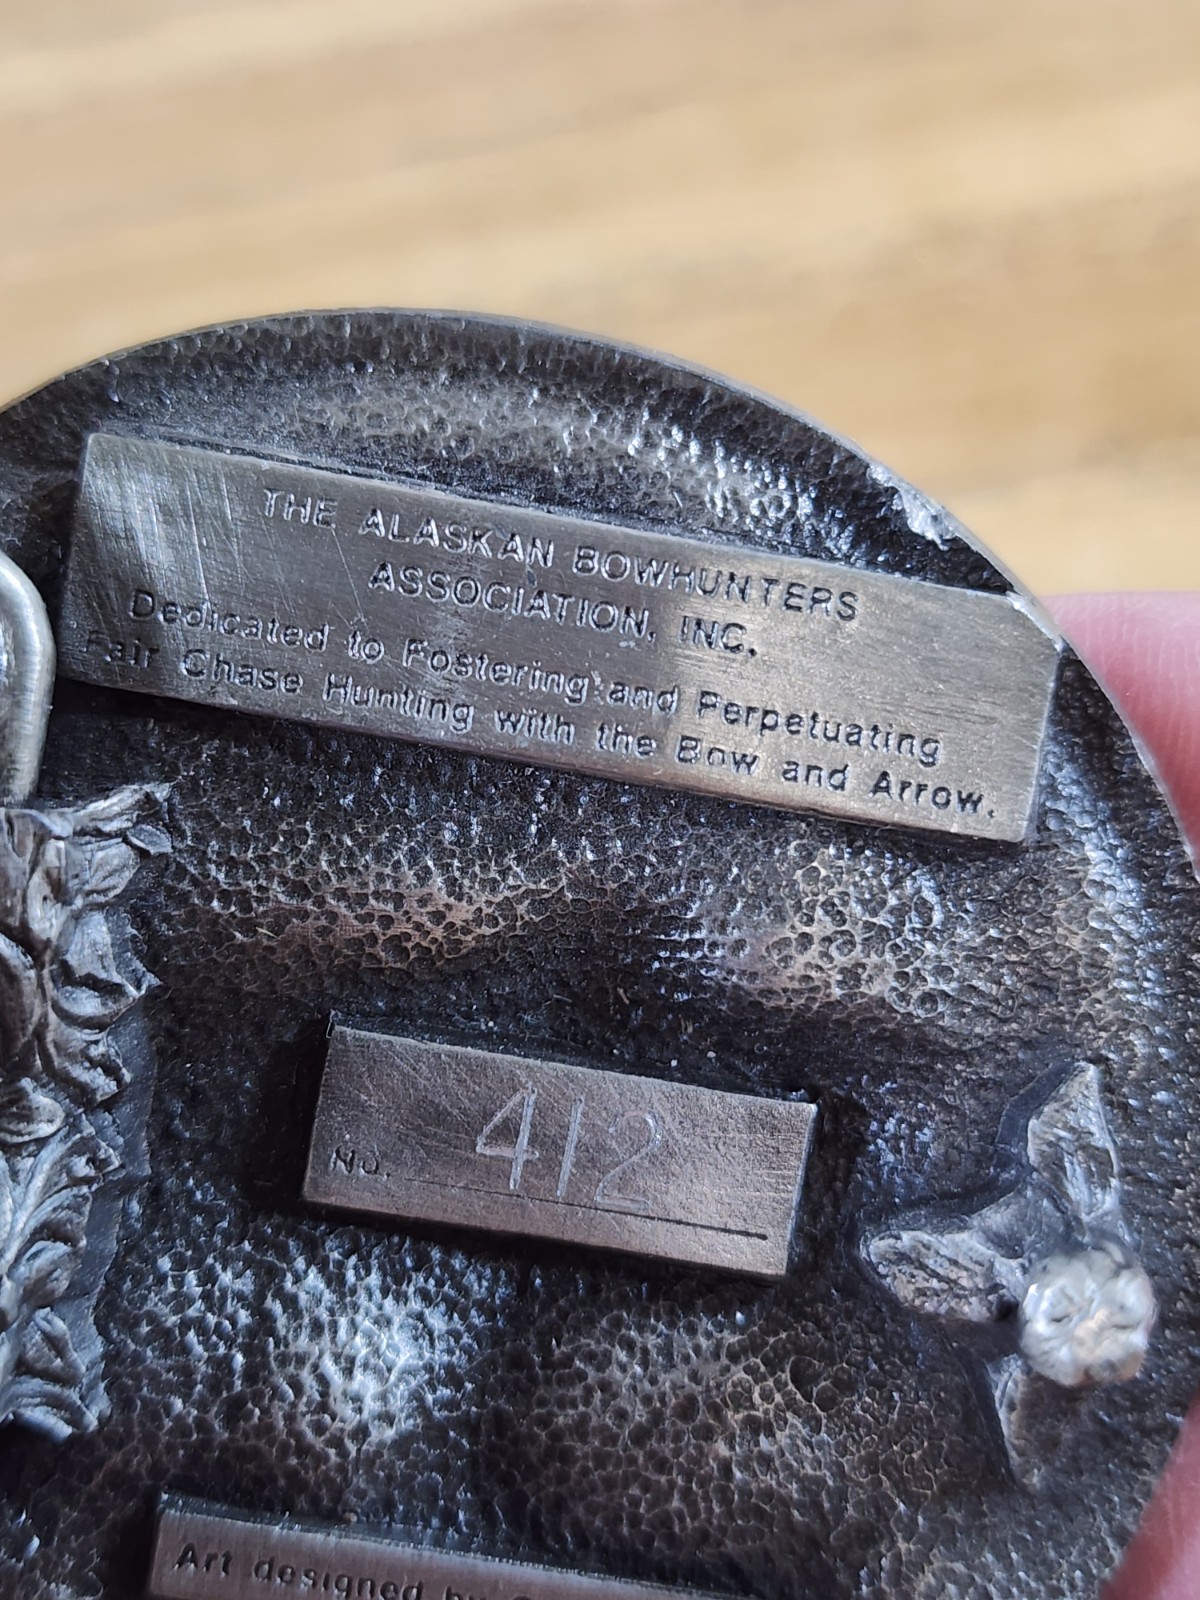 THE ALASKAN BOWHUNTERS
ASSOCIATION, INC.
Dedicated to Fostering and Perpetuating
Fair Chase Hunting with the Bow and Arrow.
No. 412
Art designed by